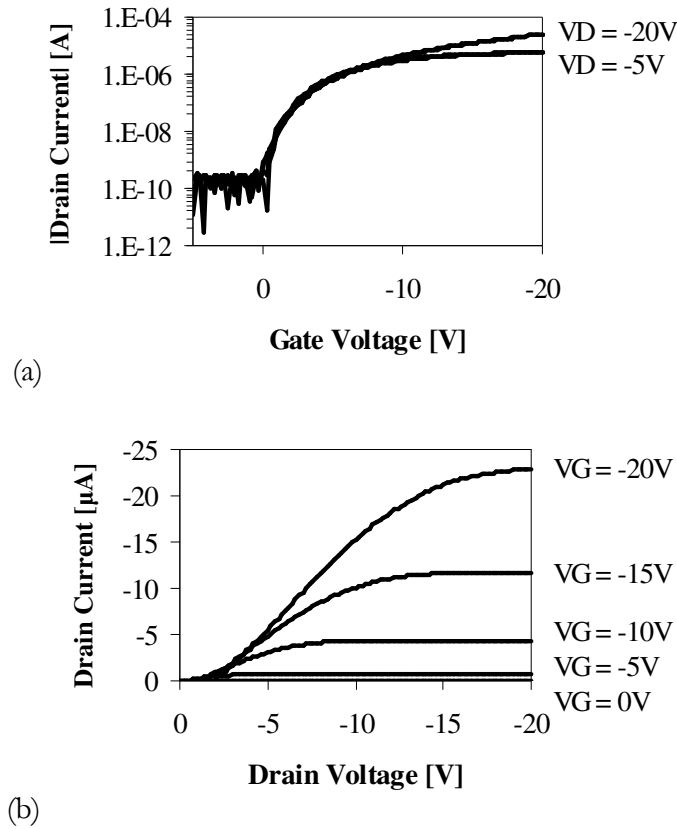 1.E-04
1.E-06
1.E-08
1.E-10
1.E-12
|Drain Current| [A]
VD = -20V
VD = -5V
0 -10 -20
Gate Voltage [V]
(a)
-25
-20
-15
-10
-5
0
Drain Current [µA]
VG = -20V
VG = -15V
VG = -10V
VG = -5V
VG = 0V
0 -5 -10 -15 -20
Drain Voltage [V]
(b)